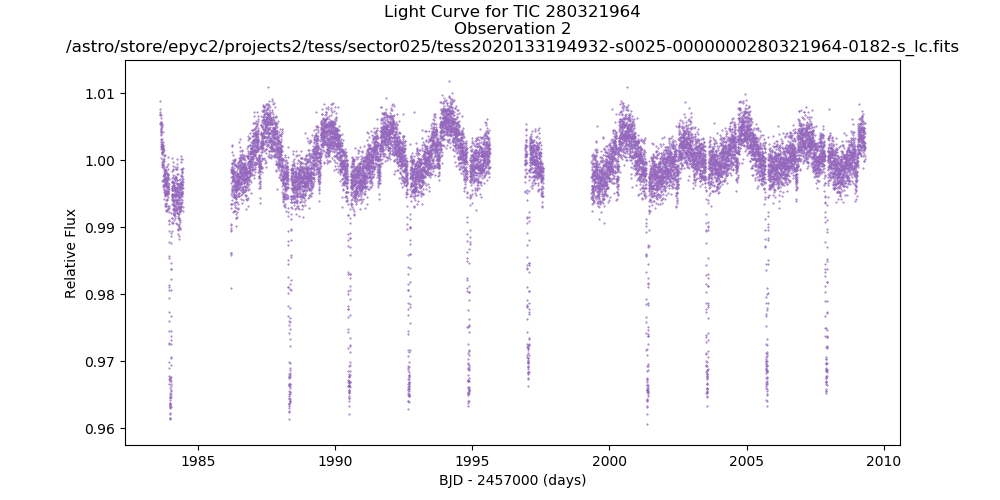 Light Curve for TIC 280321964
Observation 2
/astro/store/epyc2/projects2/tess/sector025/tess2020133194932-s0025-0000000280321964-0182-s_lc.fits
1.01
1.00
0.99
0.98
0.97
0.96
Relative Flux
1985
1990
1995
2000
2005
2010
BJD - 2457000 (days)